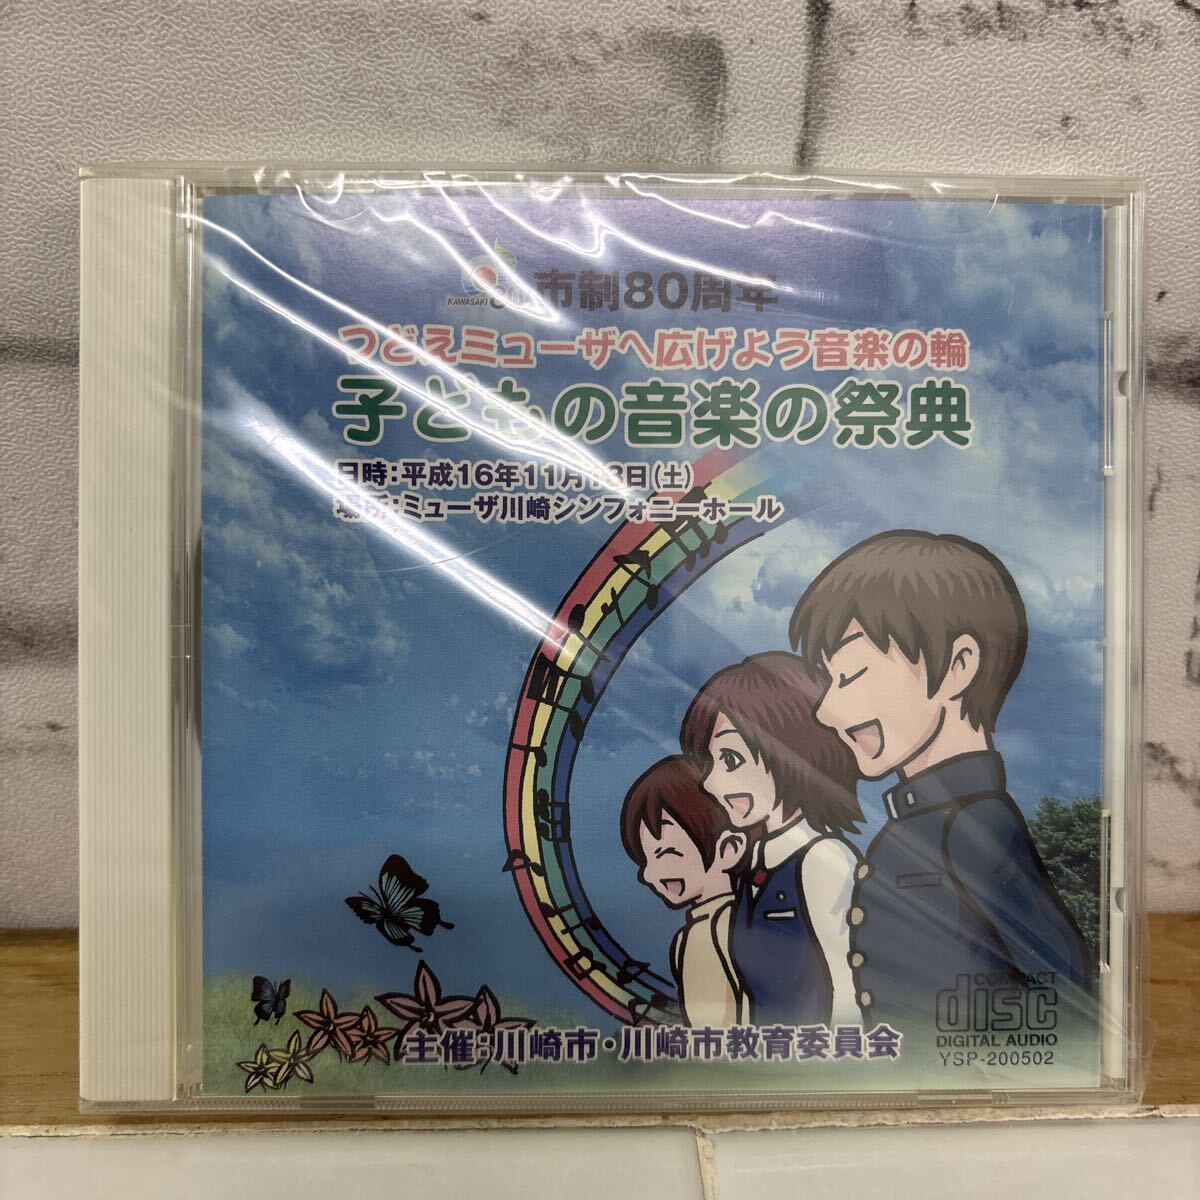 KAWASAKI 80 市制80周年
つどえミューザへ広げよう音楽の輪
子どもの音楽の祭典
日時:平成16年11月13日(土)
場所:ミューザ川崎シンフォニーホール
COMPACT
disc
DIGITAL AUDIO
YSP-200502
主催:川崎市・川崎市教育委員会